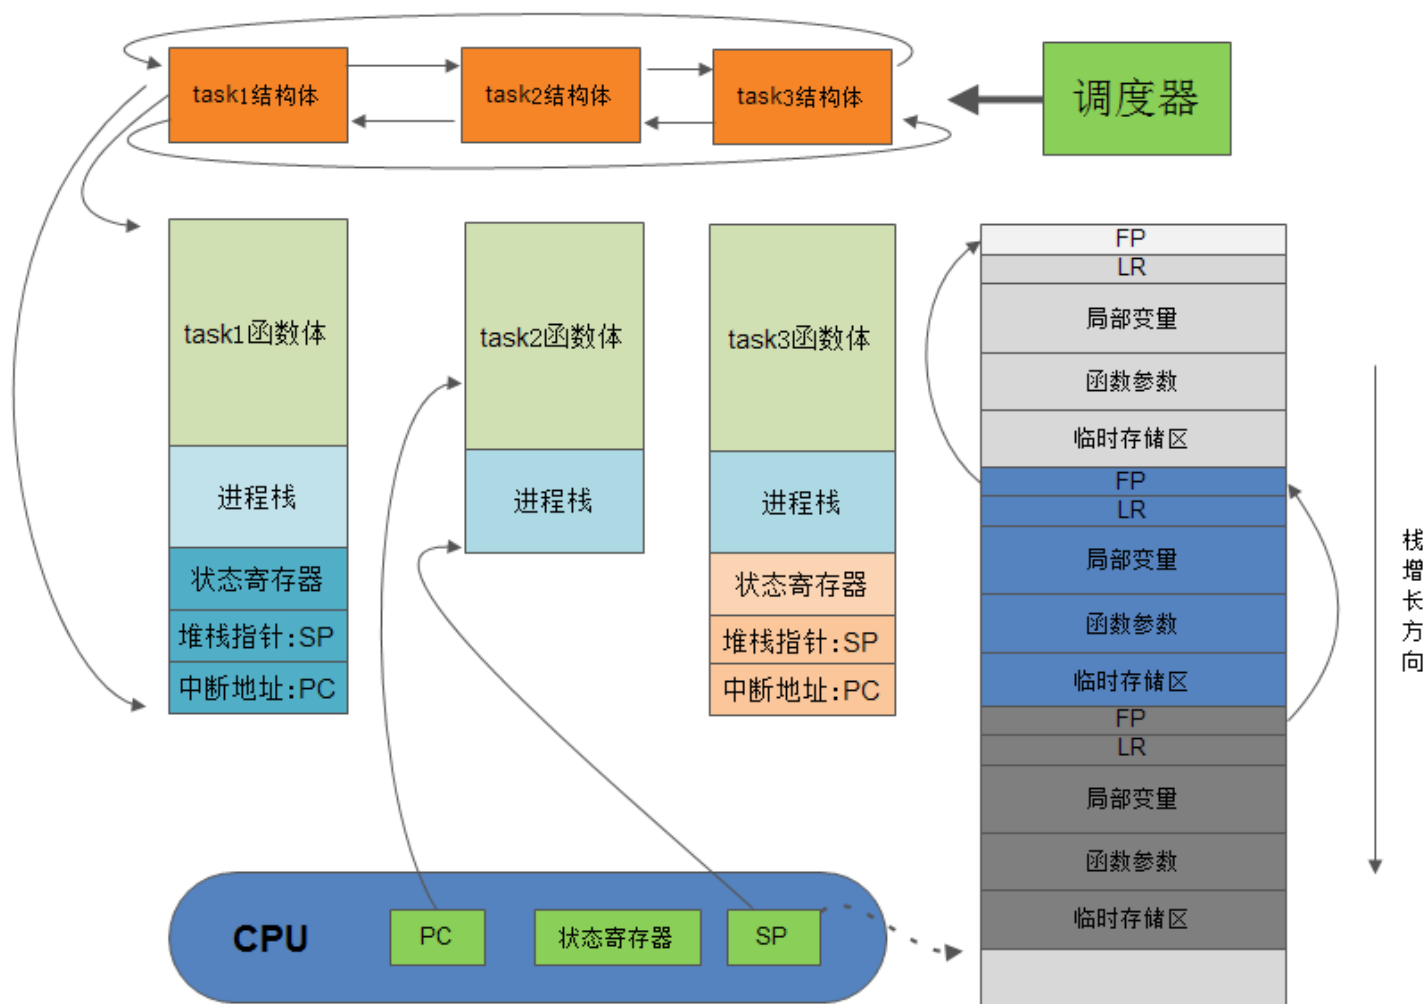 task1结构体
task2结构体
task3结构体
调度器
task1函数体
进程栈
状态寄存器
堆栈指针:SP
中断地址:PC
task2函数体
进程栈
task3函数体
进程栈
状态寄存器
堆栈指针:SP
中断地址:PC
FP
LR
局部变量
函数参数
临时存储区
FP
LR
局部变量
函数参数
临时存储区
FP
LR
局部变量
函数参数
临时存储区
栈增长方向
CPU
PC
状态寄存器
SP